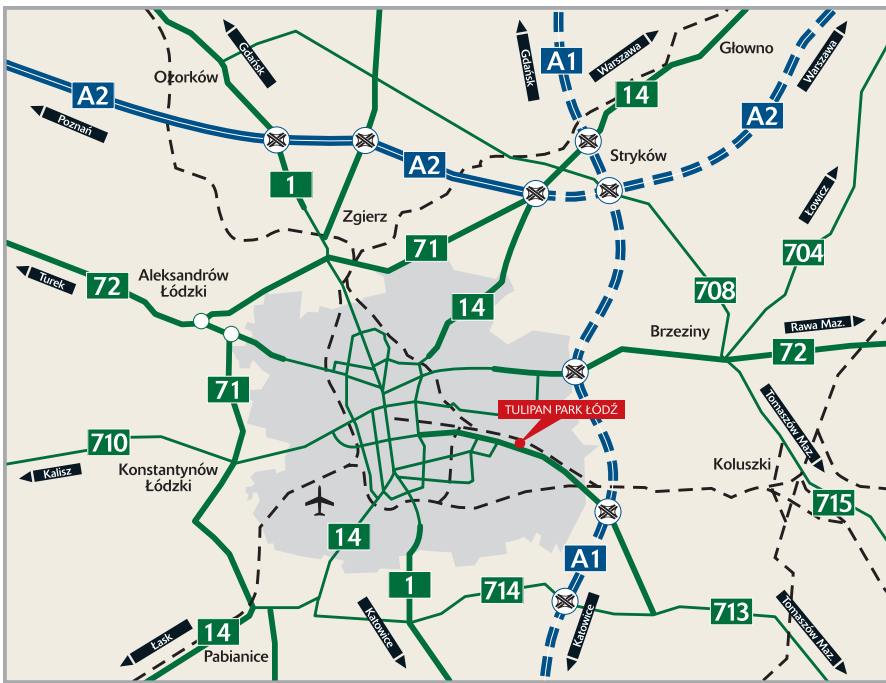 A1
Głowno
Gdańsk
Gdańsk
Warszawa
Warszawa
Ozorków
A2
14
A2
Poznań
Stryków
A2
1
Łowicz
Zgierz
71
704
Aleksandrów
Łódzki
Turek
72
708
14
Brzeziny
Rawa Maz.
72
71
TULIPAN PARK ŁÓDŹ
710
Tomaszów Maz.
Konstantynów
Łódzki
Kalisz
Koluszki
715
14
A1
1
714
713
Katowice
Katowice
Tomaszów Maz.
Łask
14
Pabianice